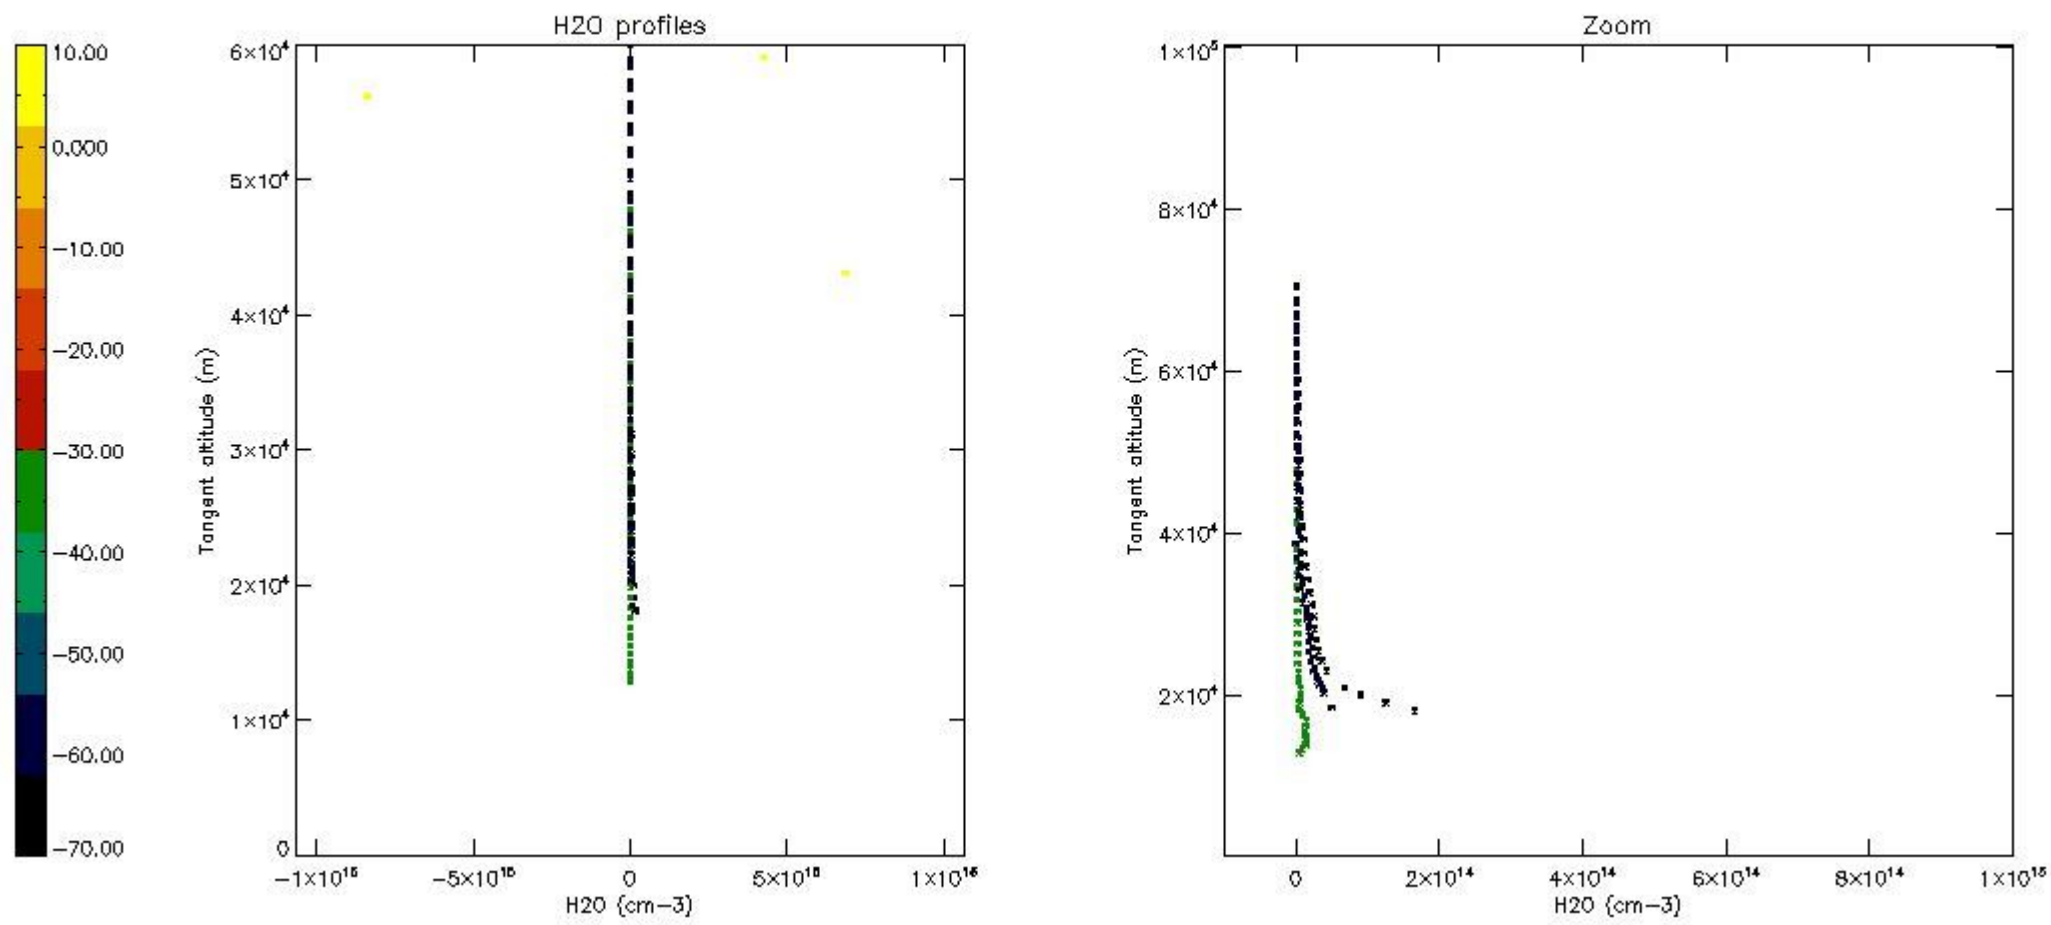 H2O profiles
10.00
0.000
−10.00
−20.00
−30.00
−40.00
−50.00
−60.00
−70.00
Tangent altitude (m)
6×10⁴
5×10⁴
4×10⁴
3×10⁴
2×10⁴
1×10⁴
0
−1×10¹⁶ −5×10¹⁵ 0 5×10¹⁵ 1×10¹⁶
H2O (cm−3)
Zoom
Tangent altitude (m)
1×10⁵
8×10⁴
6×10⁴
4×10⁴
2×10⁴
0 2×10¹⁴ 4×10¹⁴ 6×10¹⁴ 8×10¹⁴ 1×10¹⁵
H2O (cm−3)